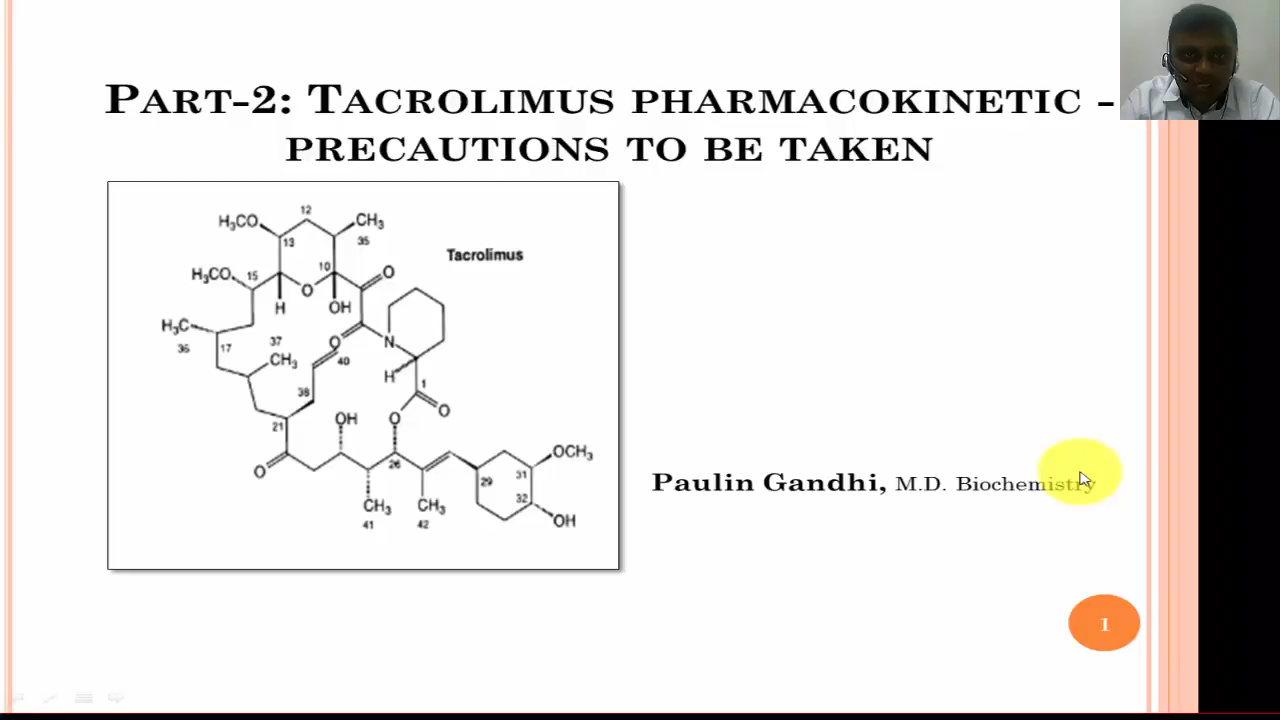 PART-2: TACROLIMUS PHARMACOKINETIC -
PRECAUTIONS TO BE TAKEN
12
H₃CO
CH₃
13
35
Tacrolimus
H₃CO
15
10
O
O
H
OH
H₃C
36
17
37
O
N
CH₃
40
H
1
38
O
21
OH
O
O
26
OCH₃
31
29
32
CH₃
CH₃
OH
41
42
Paulin Gandhi, M.D. Biochemistry
1